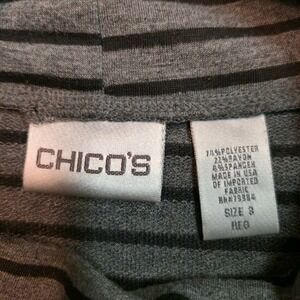 CHICO'S
74%POLYESTER
22%RAYON
4%SPANDEX
MADE IN USA
OF IMPORTED
FABRIC
SIZE 3
REG